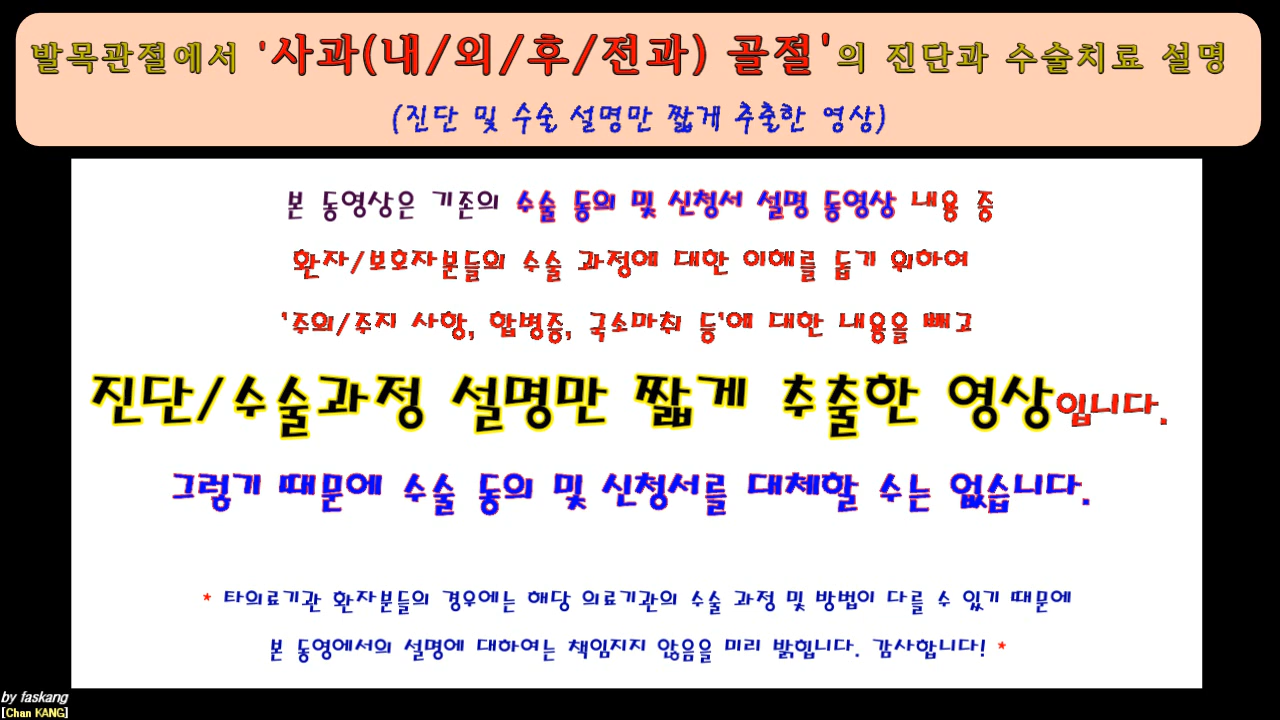 발목관절에서 '사과(내/외/후/전과) 골절'의 진단과 수술치료 설명
(진단 및 수술 설명만 짧게 추출한 영상)
본 동영상은 기존의 수술 동의 및 신청서 설명 동영상 내용 중
환자/보호자분들의 수술 과정에 대한 이해를 돕기 위하여
'주의/주지 사항, 합병증, 국소마취 등'에 대한 내용을 빼고
진단/수술과정 설명만 짧게 추출한 영상입니다.
그렇기 때문에 수술 동의 및 신청서를 대체할 수는 없습니다.
* 타의료기관 환자분들의 경우에는 해당 의료기관의 수술 과정 및 방법이 다를 수 있기 때문에
본 동영에서의 설명에 대하여는 책임지지 않음을 미리 밝힙니다. 감사합니다! *
by faskang
[Chan KANG]